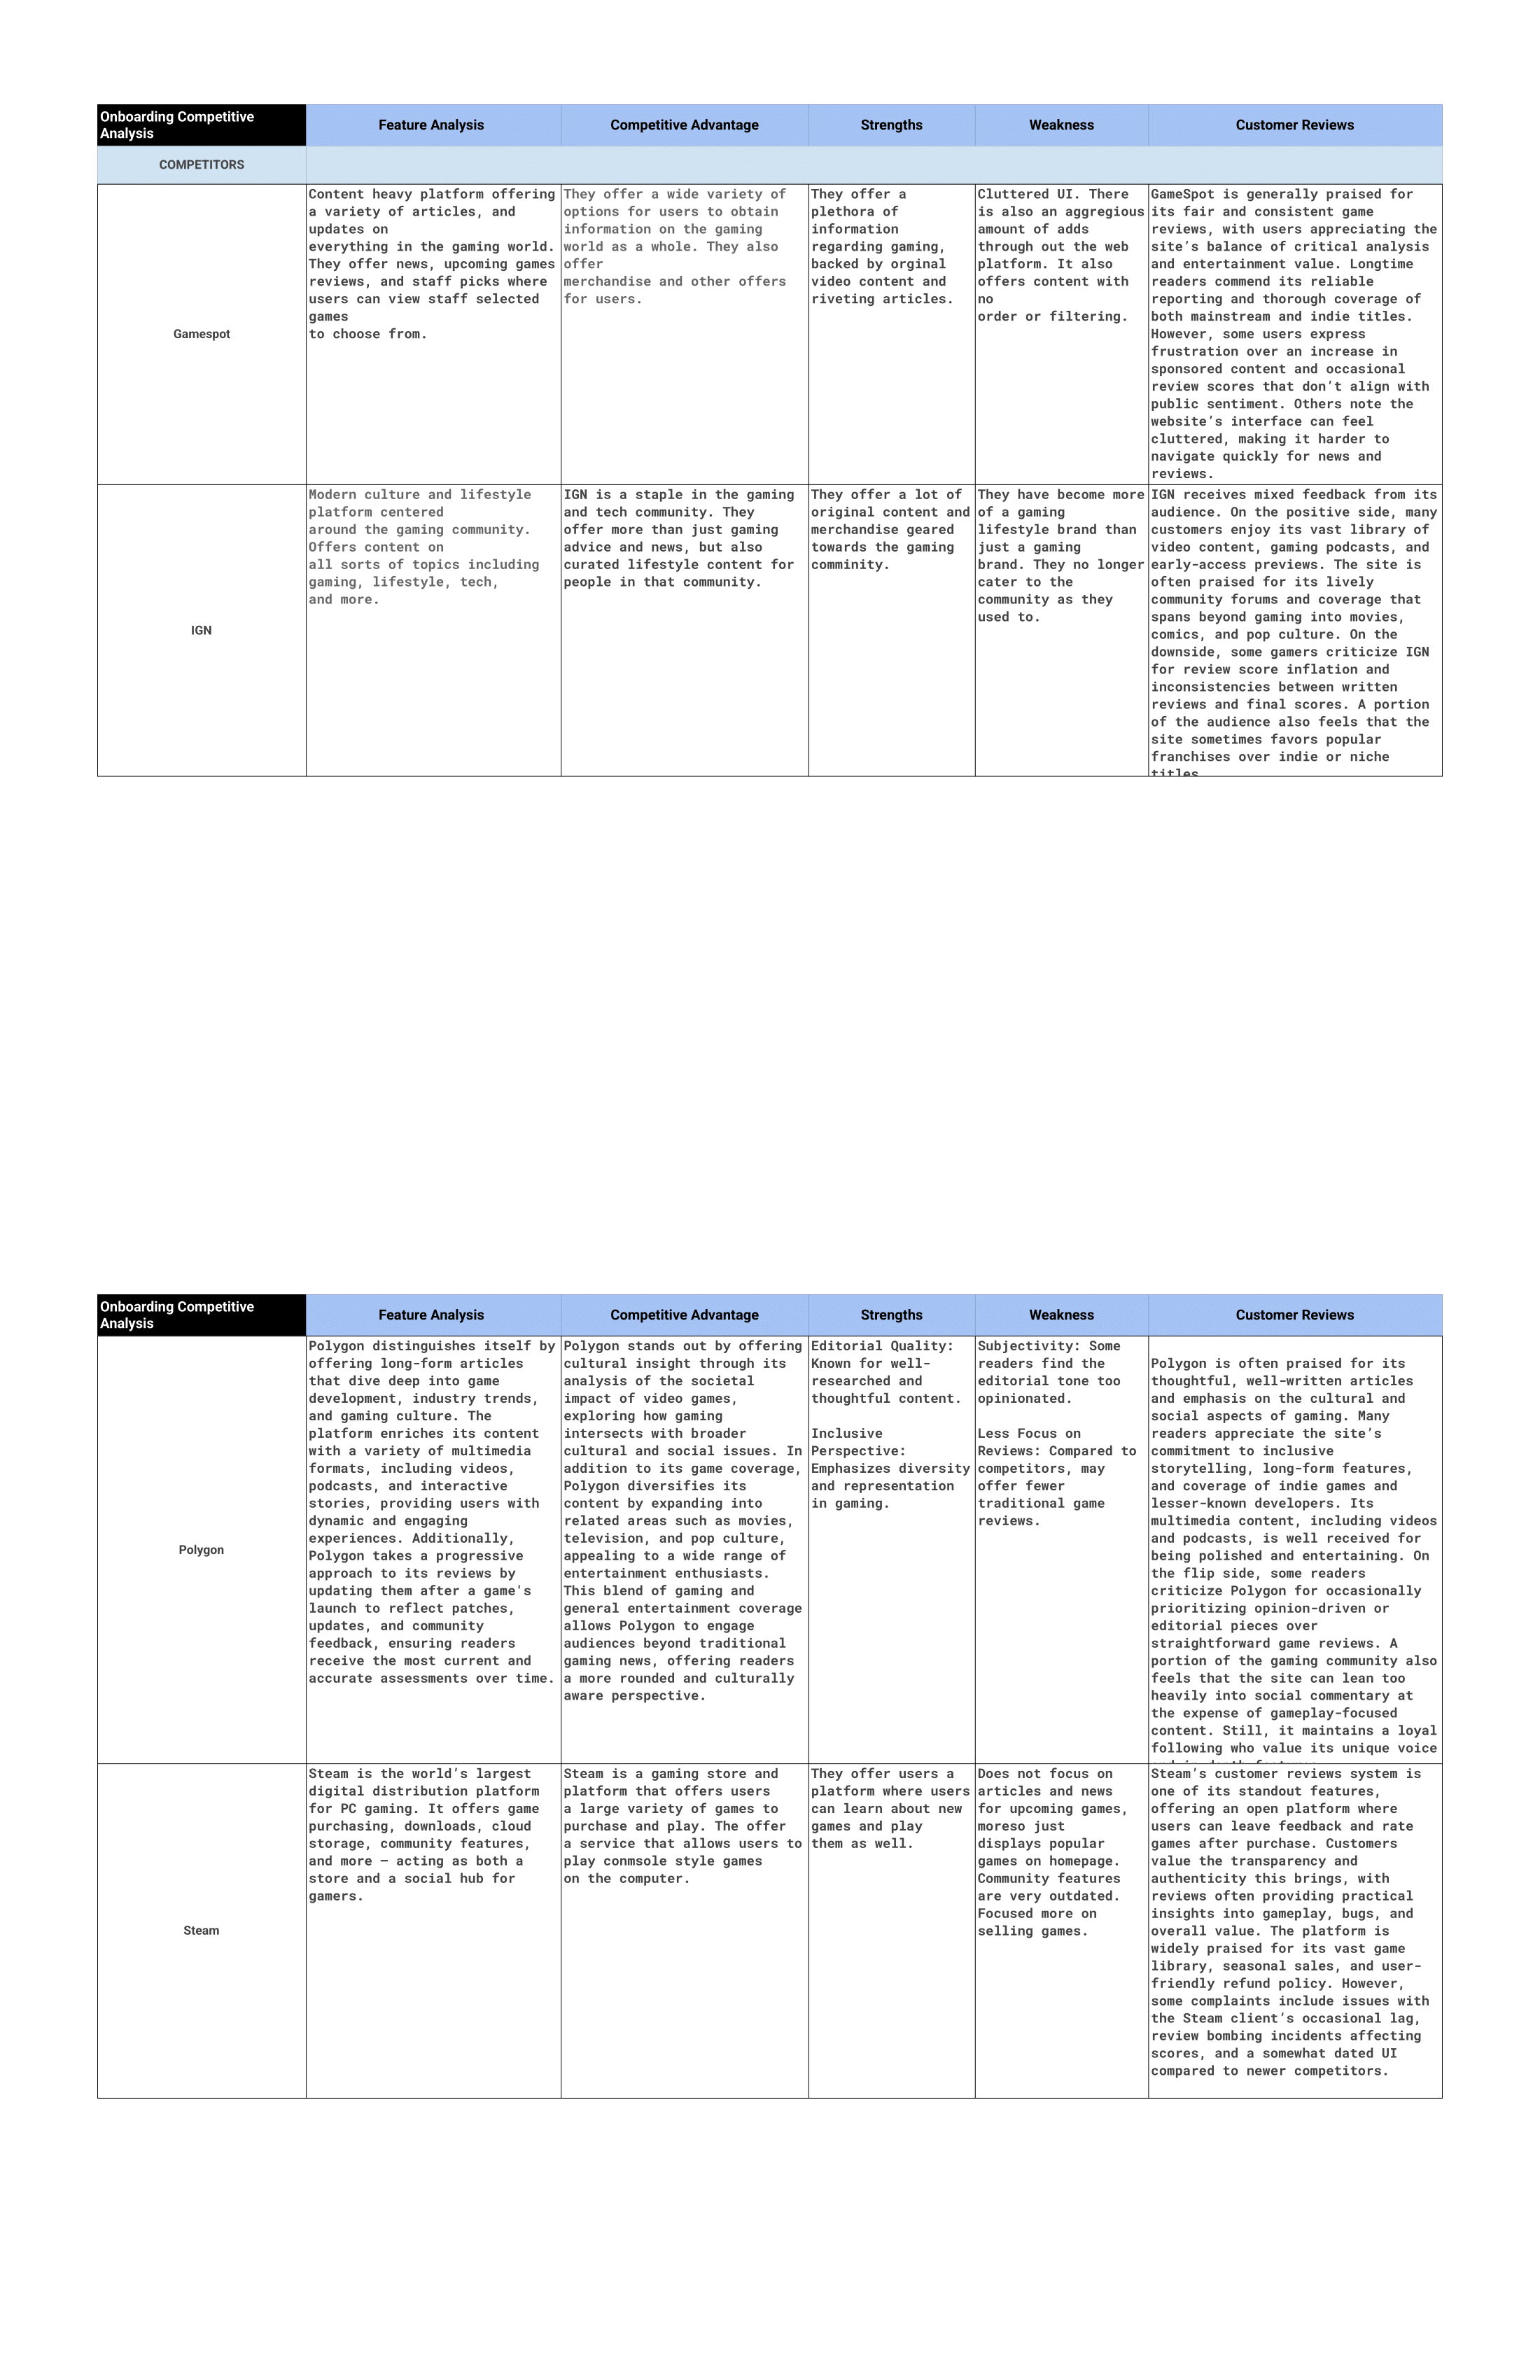 Onboarding Competitive
Analysis
Feature Analysis
Competitive Advantage
Strengths
Weakness
Customer Reviews
COMPETITORS
Gamespot
Content heavy platform offering
a variety of articles, and
updates on
everything in the gaming world.
They offer news, upcoming games
reviews, and staff picks where
users can view staff selected
games
to choose from.
They offer a wide variety of
options for users to obtain
information on the gaming
world as a whole. They also
offer
merchandise and other offers
for users.
They offer a
plethora of
information
regarding gaming,
backed by orginal
video content and
riveting articles.
Cluttered UI. There
is also an aggregious
amount of adds
through out the web
platform. It also
offers content with
no
order or filtering.
GameSpot is generally praised for
its fair and consistent game
reviews, with users appreciating the
site’s balance of critical analysis
and entertainment value. Longtime
readers commend its reliable
reporting and thorough coverage of
both mainstream and indie titles.
However, some users express
frustration over an increase in
sponsored content and occasional
review scores that don’t align with
public sentiment. Others note the
website’s interface can feel
cluttered, making it harder to
navigate quickly for news and
reviews.
IGN
Modern culture and lifestyle
platform centered
around the gaming community.
Offers content on
all sorts of topics including
gaming, lifestyle, tech,
and more.
IGN is a staple in the gaming
and tech community. They
offer more than just gaming
advice and news, but also
curated lifestyle content for
people in that community.
They offer a lot of
original content and
merchandise geared
towards the gaming
comminity.
They have become more
of a gaming
lifestyle brand than
just a gaming
brand. They no longer
cater to the
community as they
used to.
IGN receives mixed feedback from its
audience. On the positive side, many
customers enjoy its vast library of
video content, gaming podcasts, and
early-access previews. The site is
often praised for its lively
community forums and coverage that
spans beyond gaming into movies,
comics, and pop culture. On the
downside, some gamers criticize IGN
for review score inflation and
inconsistencies between written
reviews and final scores. A portion
of the audience also feels that the
site sometimes favors popular
franchises over indie or niche
titles
Onboarding Competitive
Analysis
Feature Analysis
Competitive Advantage
Strengths
Weakness
Customer Reviews
Polygon
Polygon distinguishes itself by
offering long-form articles
that dive deep into game
development, industry trends,
and gaming culture. The
platform enriches its content
with a variety of multimedia
formats, including videos,
podcasts, and interactive
stories, providing users with
dynamic and engaging
experiences. Additionally,
Polygon takes a progressive
approach to its reviews by
updating them after a game's
launch to reflect patches,
updates, and community
feedback, ensuring readers
receive the most current and
accurate assessments over time.
Polygon stands out by offering
cultural insight through its
analysis of the societal
impact of video games,
exploring how gaming
intersects with broader
cultural and social issues. In
addition to its game coverage,
Polygon diversifies its
content by expanding into
related areas such as movies,
television, and pop culture,
appealing to a wide range of
entertainment enthusiasts.
This blend of gaming and
general entertainment coverage
allows Polygon to engage
audiences beyond traditional
gaming news, offering readers
a more rounded and culturally
aware perspective.
Editorial Quality:
Known for well-
researched and
thoughtful content.
Inclusive
Perspective:
Emphasizes diversity
and representation
in gaming.
Subjectivity: Some
readers find the
editorial tone too
opinionated.
Less Focus on
Reviews: Compared to
competitors, may
offer fewer
traditional game
reviews.
Polygon is often praised for its
thoughtful, well-written articles
and emphasis on the cultural and
social aspects of gaming. Many
readers appreciate the site’s
commitment to inclusive
storytelling, long-form features,
and coverage of indie games and
lesser-known developers. Its
multimedia content, including videos
and podcasts, is well received for
being polished and entertaining. On
the flip side, some readers
criticize Polygon for occasionally
prioritizing opinion-driven or
editorial pieces over
straightforward game reviews. A
portion of the gaming community also
feels that the site can lean too
heavily into social commentary at
the expense of gameplay-focused
content. Still, it maintains a loyal
following who value its unique voice
Steam
Steam is the world’s largest
digital distribution platform
for PC gaming. It offers game
purchasing, downloads, cloud
storage, community features,
and more — acting as both a
store and a social hub for
gamers.
Steam is a gaming store and
platform that offers users
a large variety of games to
purchase and play. The offer
a service that allows users to
play conmsole style games
on the computer.
They offer users a
platform where users
can learn about new
games and play
them as well.
Does not focus on
articles and news
for upcoming games,
moreso just
displays popular
games on homepage.
Community features
are very outdated.
Focused more on
selling games.
Steam’s customer reviews system is
one of its standout features,
offering an open platform where
users can leave feedback and rate
games after purchase. Customers
value the transparency and
authenticity this brings, with
reviews often providing practical
insights into gameplay, bugs, and
overall value. The platform is
widely praised for its vast game
library, seasonal sales, and user-
friendly refund policy. However,
some complaints include issues with
the Steam client’s occasional lag,
review bombing incidents affecting
scores, and a somewhat dated UI
compared to newer competitors.